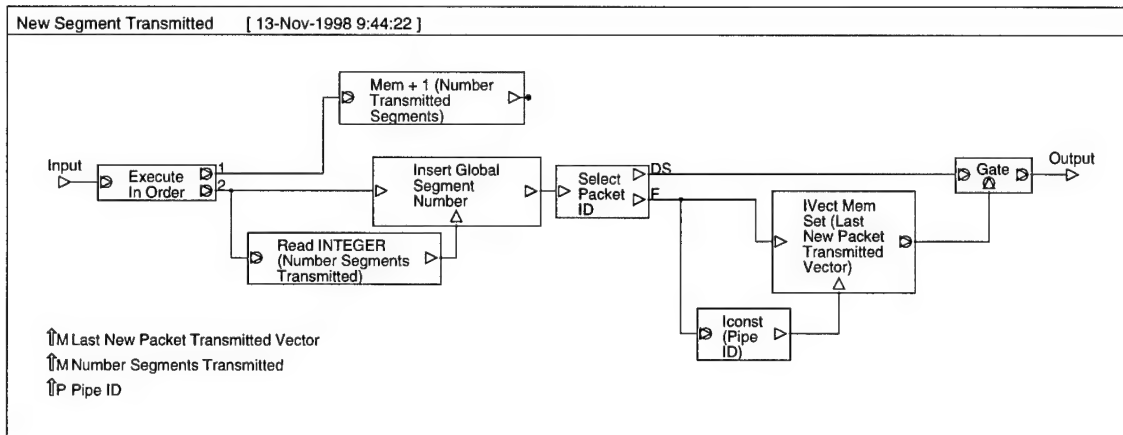 New Segment Transmitted [ 13-Nov-1998 9:44:22 ]
Mem + 1 (Number
Transmitted
Segments)
Input
Execute
In Order
1
2
Insert Global
Segment
Number
Read INTEGER
(Number Segments
Transmitted)
Select
Packet
ID
DS
F
IVect Mem
Set (Last
New Packet
Transmitted
Vector)
Iconst
(Pipe
ID)
Gate
Output
⇑M Last New Packet Transmitted Vector
⇑M Number Segments Transmitted
⇑P Pipe ID